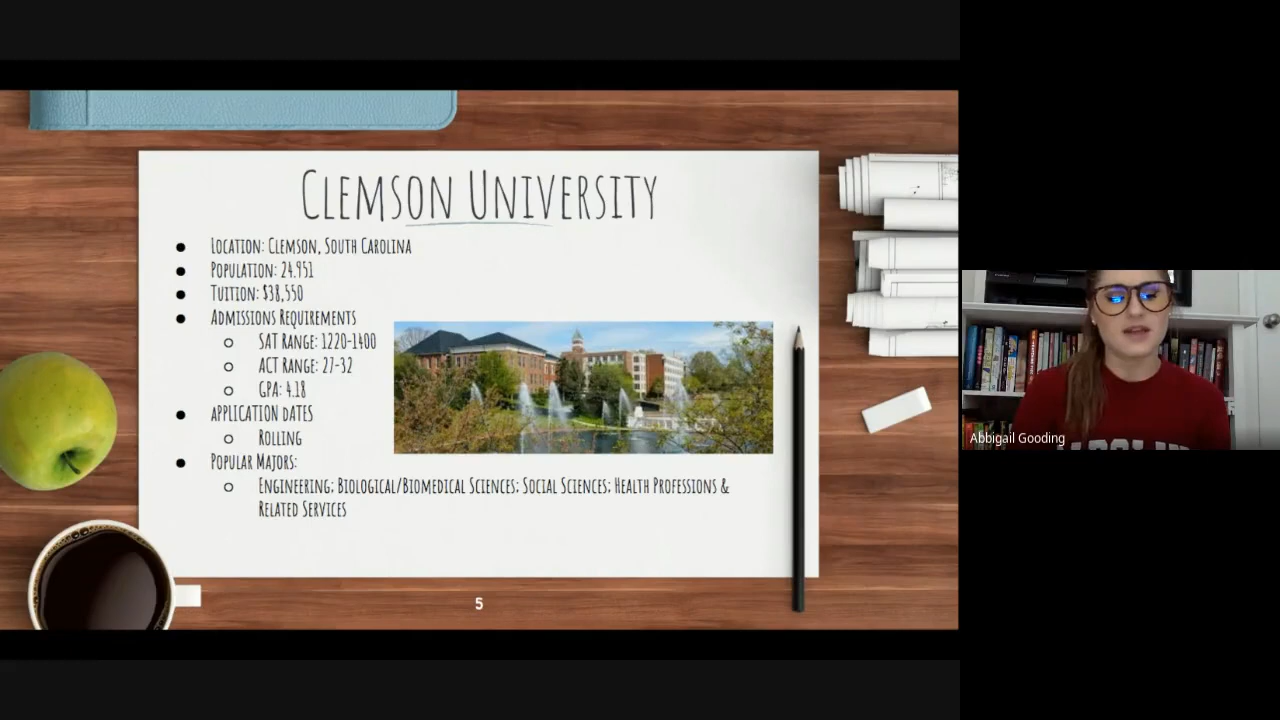 Clemson University
Location: Clemson, South Carolina
Population: 24,951
Tuition: $38,550
Admissions Requirements
SAT Range: 1220-1400
ACT Range: 27-32
GPA: 4.18
Application Dates
Rolling
Popular Majors:
Engineering; Biological/Biomedical Sciences; Social Sciences; Health Professions &
Related Services
5
Abbigail Gooding